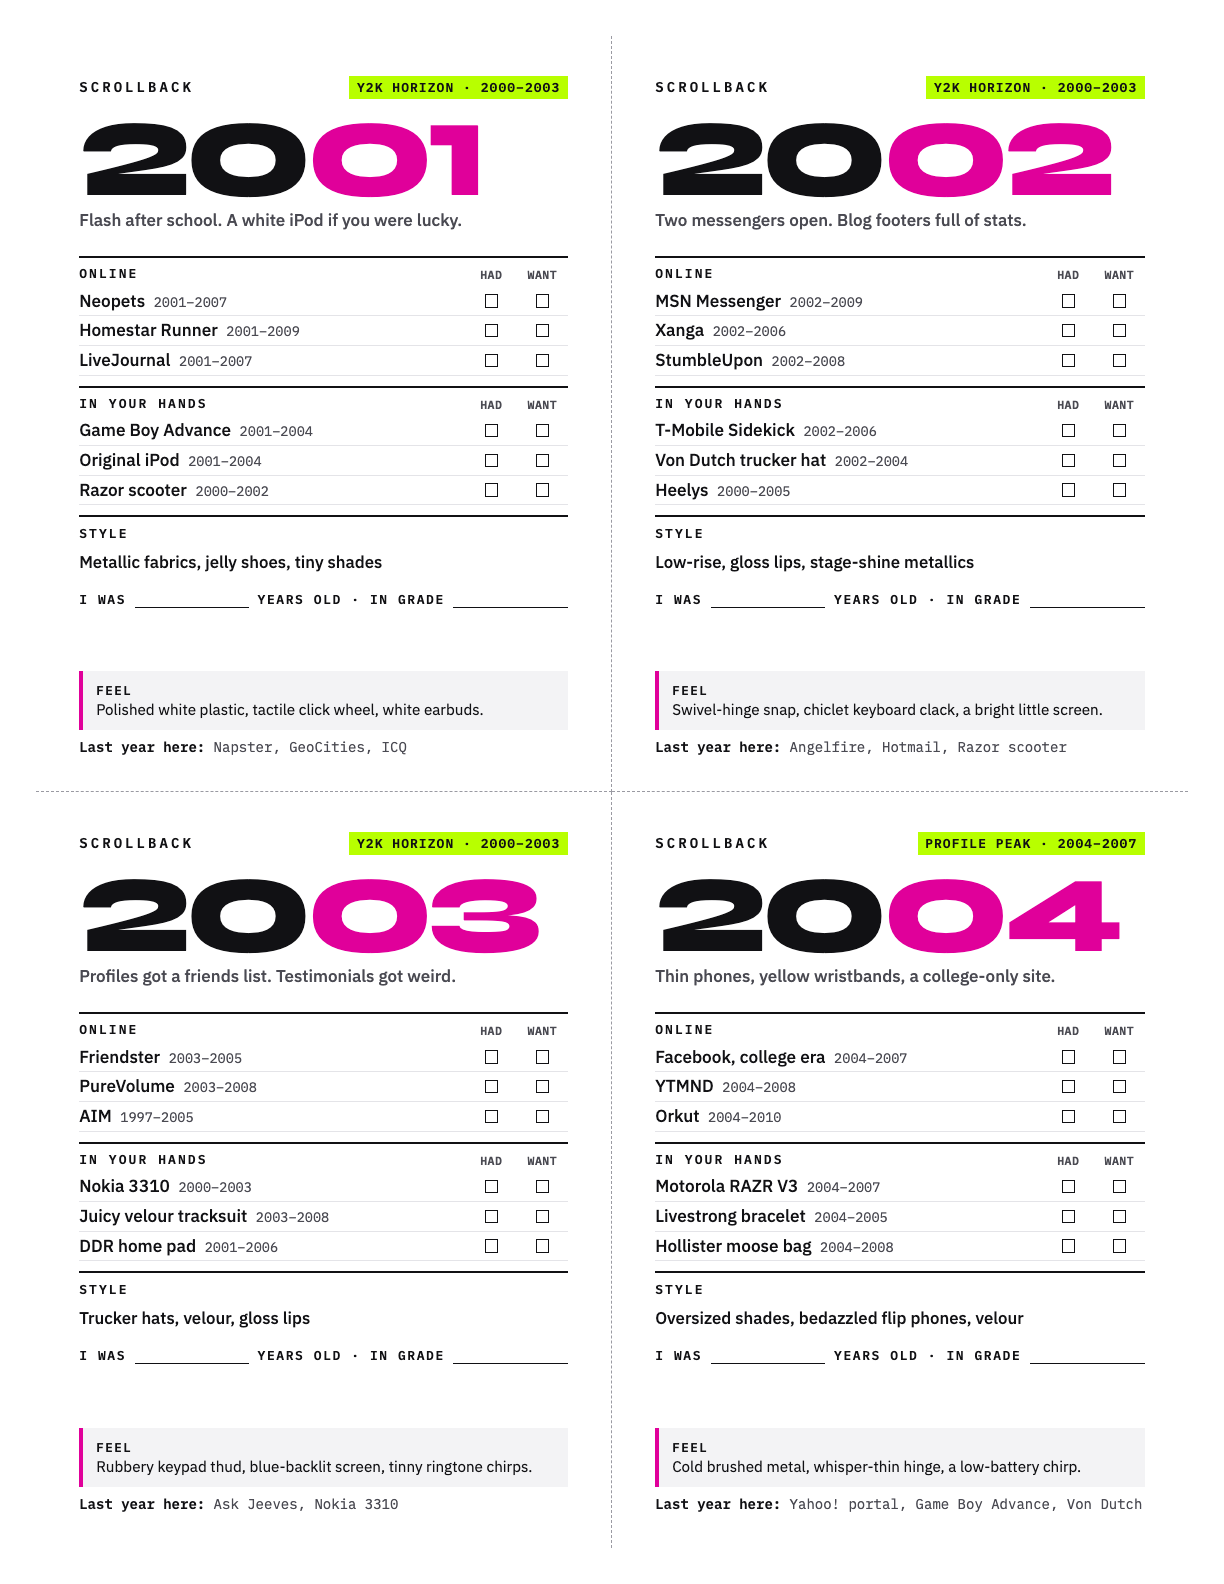 SCROLLBACK
Y2K HORIZON · 2000–2003
2001
Flash after school. A white iPod if you were lucky.
ONLINE HAD WANT
Neopets 2001–2007
Homestar Runner 2001–2009
LiveJournal 2001–2007
IN YOUR HANDS HAD WANT
Game Boy Advance 2001–2004
Original iPod 2001–2004
Razor scooter 2000–2002
STYLE
Metallic fabrics, jelly shoes, tiny shades
I WAS YEARS OLD · IN GRADE
FEEL
Polished white plastic, tactile click wheel, white earbuds.
Last year here: Napster, GeoCities, ICQ
SCROLLBACK
Y2K HORIZON · 2000–2003
2002
Two messengers open. Blog footers full of stats.
ONLINE HAD WANT
MSN Messenger 2002–2009
Xanga 2002–2006
StumbleUpon 2002–2008
IN YOUR HANDS HAD WANT
T-Mobile Sidekick 2002–2006
Von Dutch trucker hat 2002–2004
Heelys 2000–2005
STYLE
Low-rise, gloss lips, stage-shine metallics
I WAS YEARS OLD · IN GRADE
FEEL
Swivel-hinge snap, chiclet keyboard clack, a bright little screen.
Last year here: Angelfire, Hotmail, Razor scooter
SCROLLBACK
Y2K HORIZON · 2000–2003
2003
Profiles got a friends list. Testimonials got weird.
ONLINE HAD WANT
Friendster 2003–2005
PureVolume 2003–2008
AIM 1997–2005
IN YOUR HANDS HAD WANT
Nokia 3310 2000–2003
Juicy velour tracksuit 2003–2008
DDR home pad 2001–2006
STYLE
Trucker hats, velour, gloss lips
I WAS YEARS OLD · IN GRADE
FEEL
Rubbery keypad thud, blue-backlit screen, tinny ringtone chirps.
Last year here: Ask Jeeves, Nokia 3310
SCROLLBACK
PROFILE PEAK · 2004–2007
2004
Thin phones, yellow wristbands, a college-only site.
ONLINE HAD WANT
Facebook, college era 2004–2007
YTMND 2004–2008
Orkut 2004–2010
IN YOUR HANDS HAD WANT
Motorola RAZR V3 2004–2007
Livestrong bracelet 2004–2005
Hollister moose bag 2004–2008
STYLE
Oversized shades, bedazzled flip phones, velour
I WAS YEARS OLD · IN GRADE
FEEL
Cold brushed metal, whisper-thin hinge, a low-battery chirp.
Last year here: Yahoo! portal, Game Boy Advance, Von Dutch